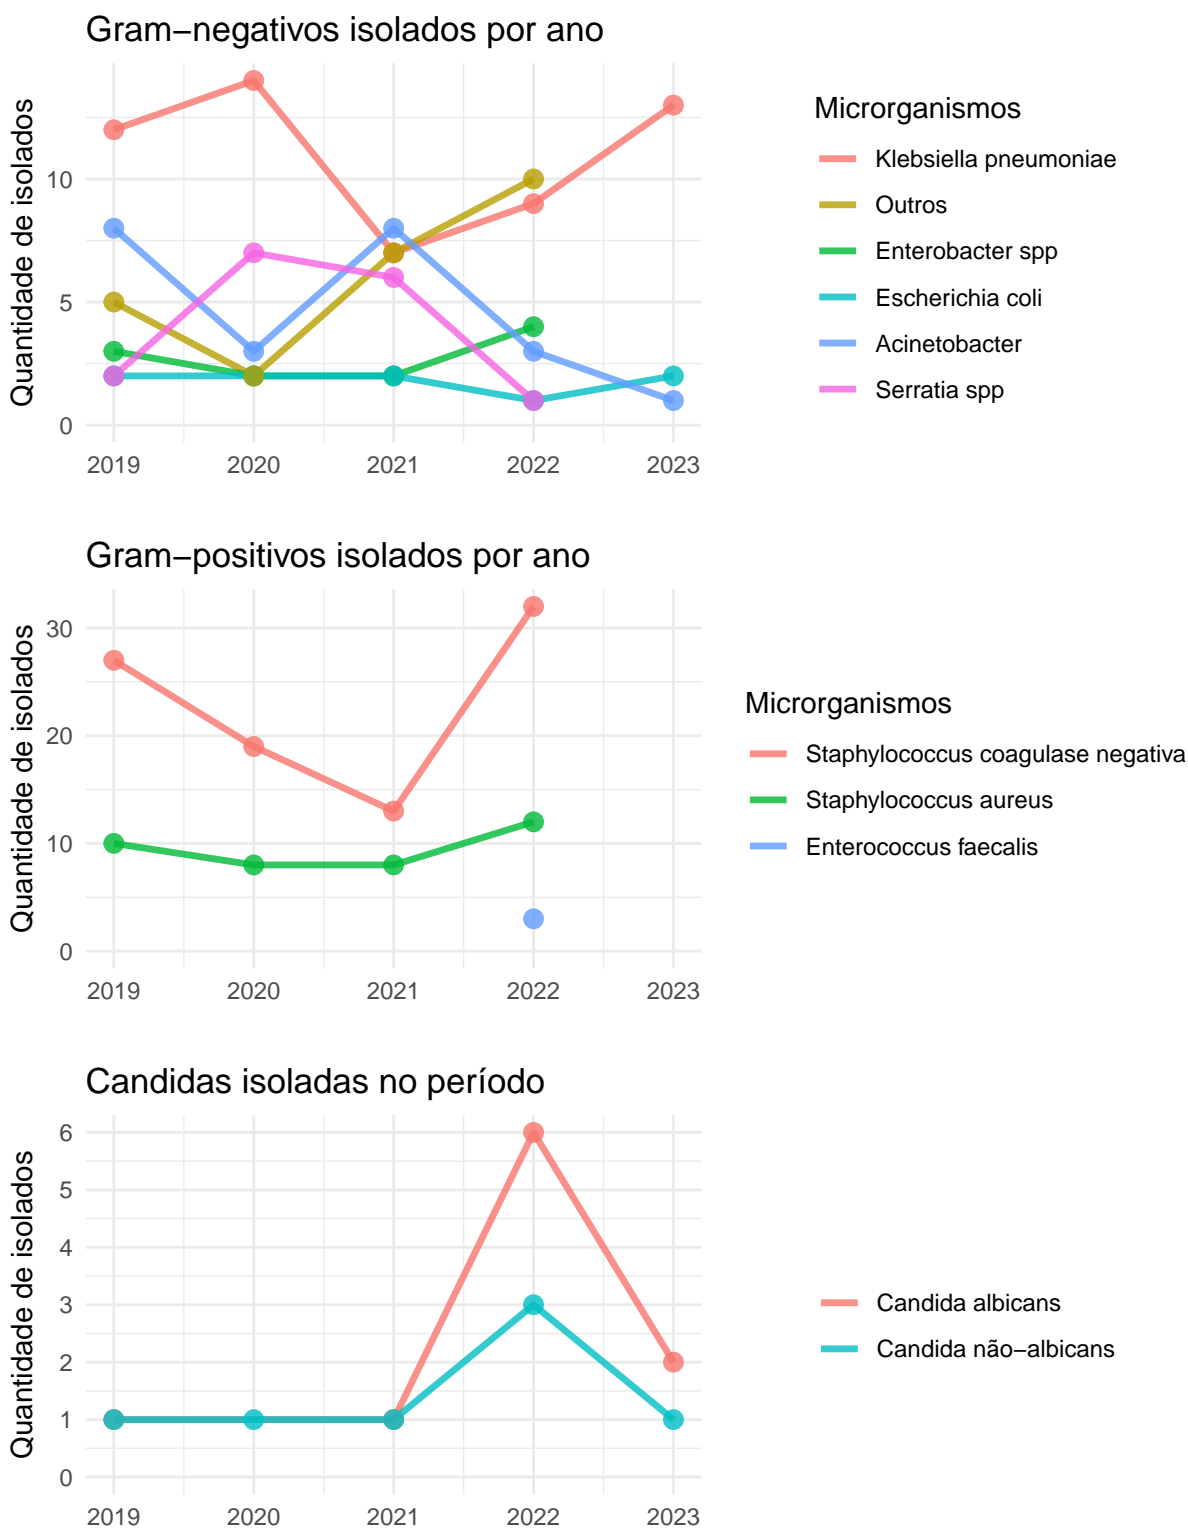 Gram−negativos isolados por ano
Quantidade de isolados
10
5
0
2019 2020 2021 2022 2023
Microrganismos
Klebsiella pneumoniae
Outros
Enterobacter spp
Escherichia coli
Acinetobacter
Serratia spp
Gram−positivos isolados por ano
Quantidade de isolados
30
20
10
0
2019 2020 2021 2022 2023
Microrganismos
Staphylococcus coagulase negativa
Staphylococcus aureus
Enterococcus faecalis
Candidas isoladas no período
Quantidade de isolados
6
5
4
3
2
1
0
2019 2020 2021 2022 2023
Candida albicans
Candida não−albicans